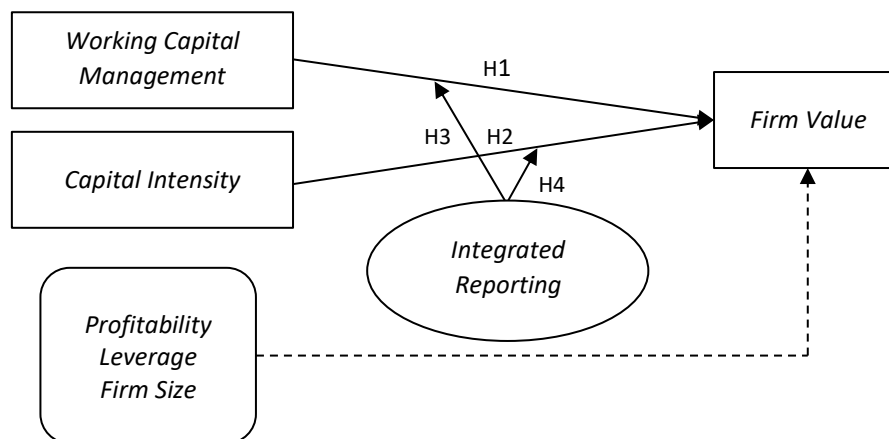 Working Capital
Management
H1
Firm Value
H3
H2
Capital Intensity
H4
Integrated
Reporting
Profitability
Leverage
Firm Size